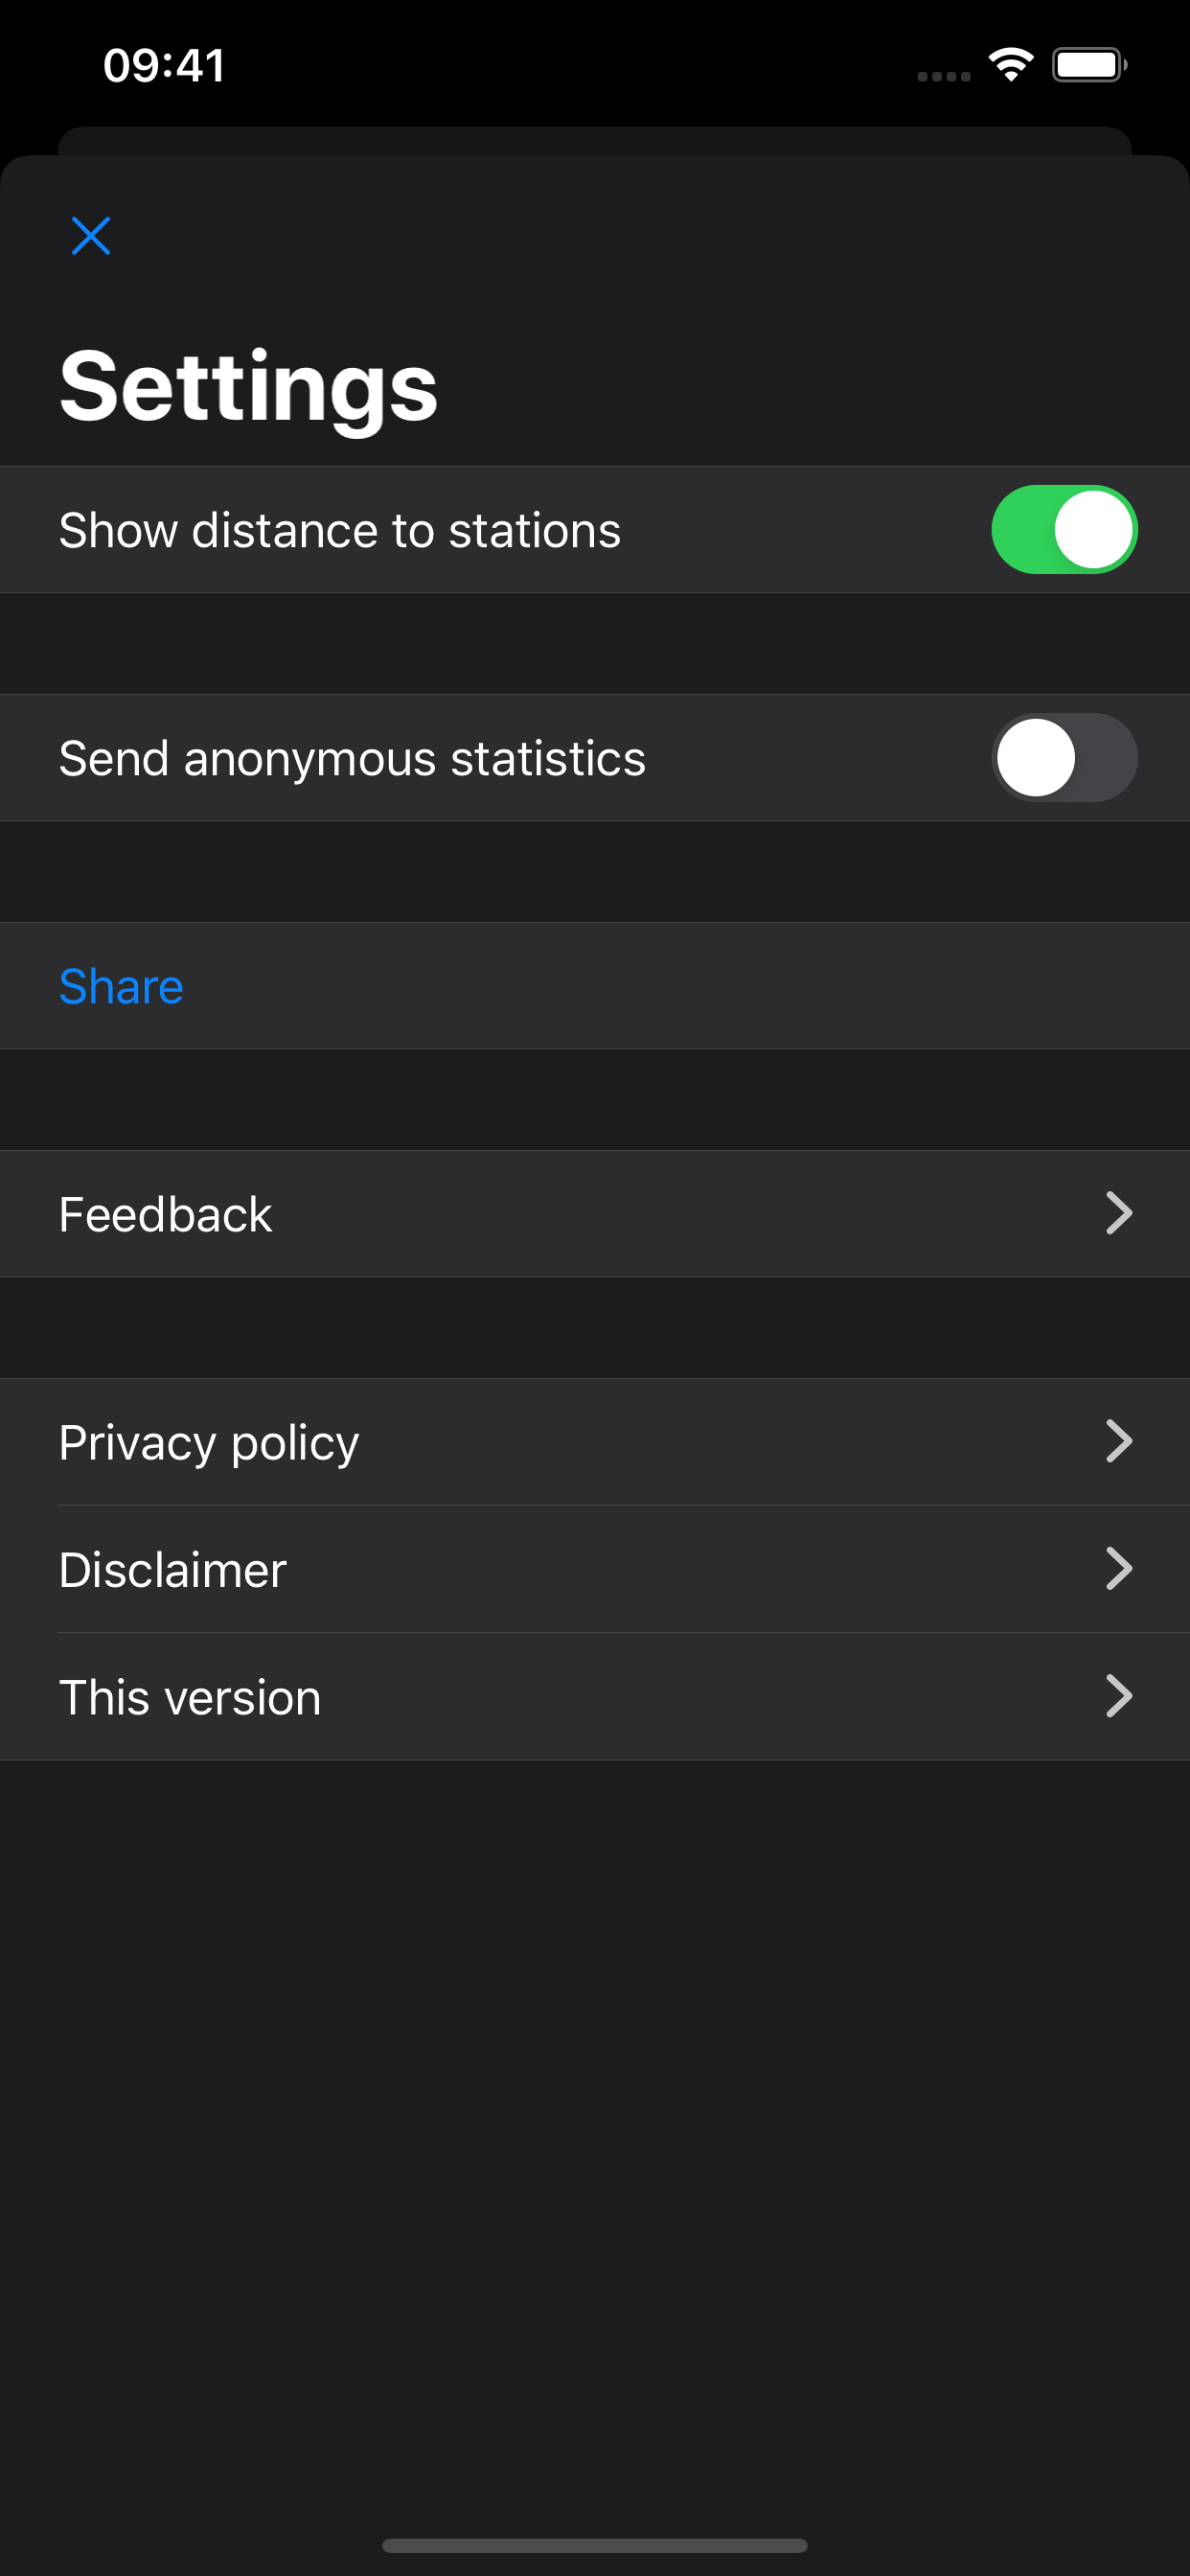 09:41
Settings
Show distance to stations
Send anonymous statistics
Share
Feedback
Privacy policy
Disclaimer
This version